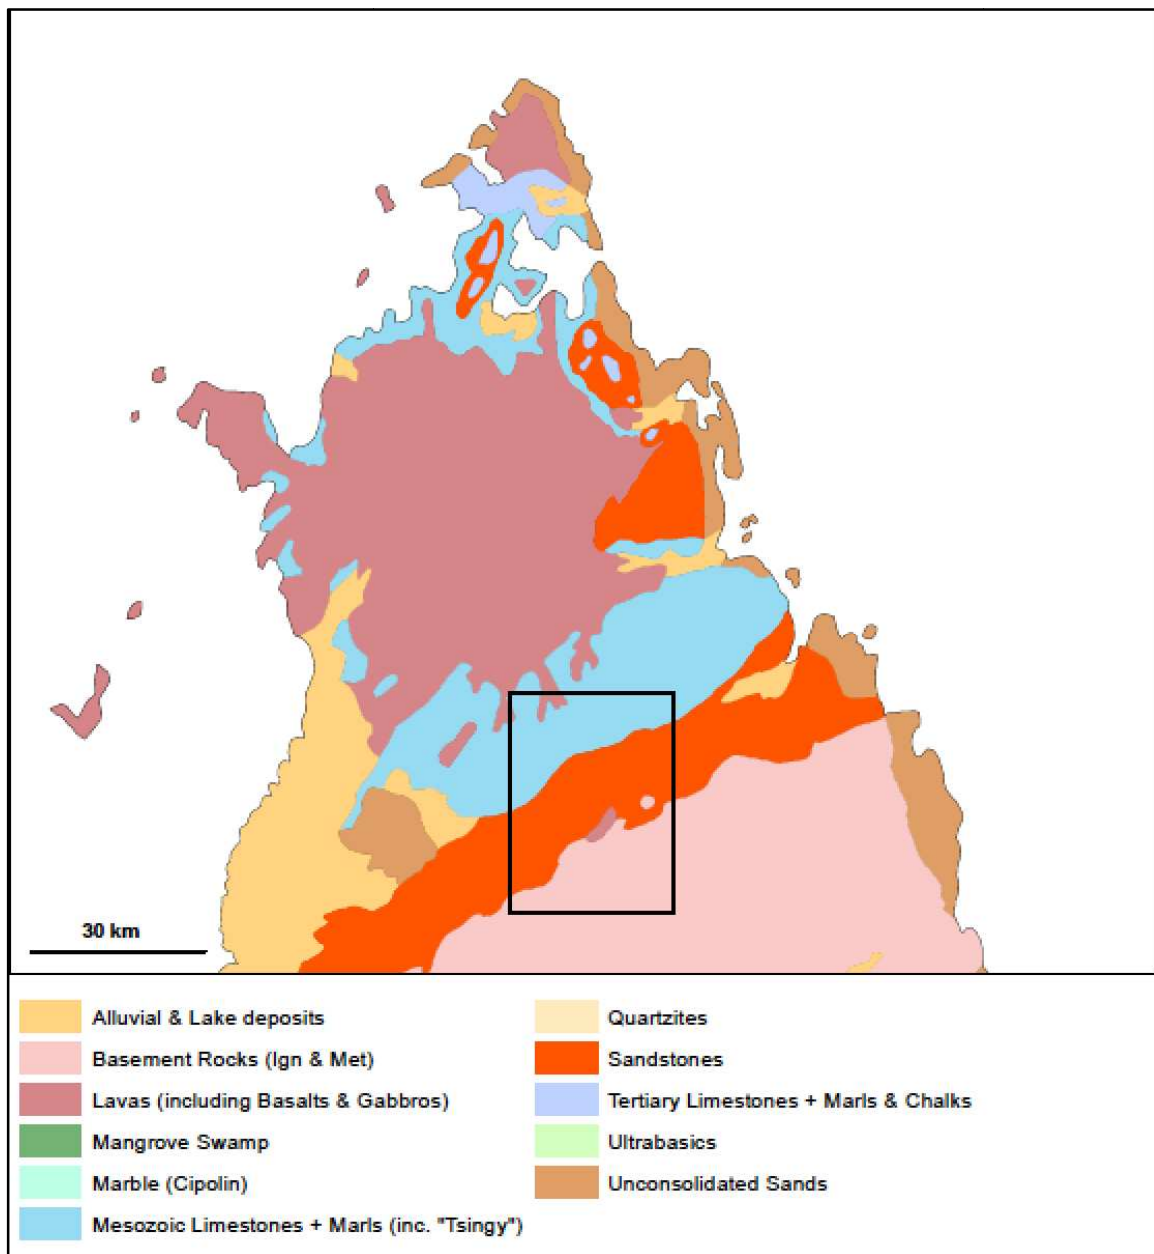 30 km
Alluvial & Lake deposits
Basement Rocks (Ign & Met)
Lavas (including Basalts & Gabbros)
Mangrove Swamp
Marble (Cipolin)
Mesozoic Limestones + Marls (inc. "Tsingy")
Quartzites
Sandstones
Tertiary Limestones + Marls & Chalks
Ultrabasics
Unconsolidated Sands